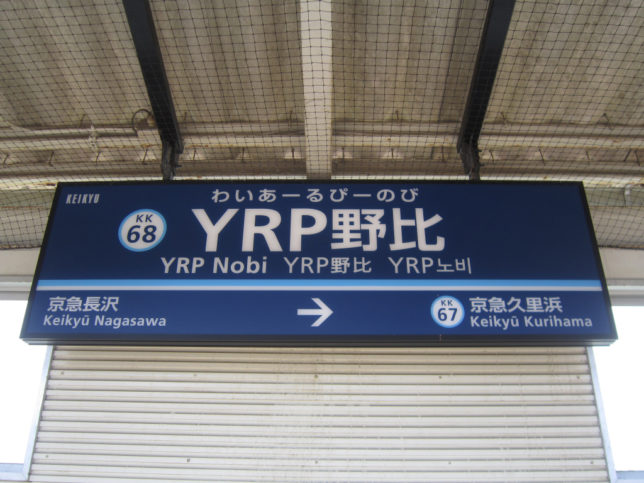 KEIKYU
わいあーるぴーのび
KK
68
YRP野比
YRP Nobi YRP野比 YRP노비
京急長沢
Keikyū Nagasawa
→
KK
67
京急久里浜
Keikyū Kurihama